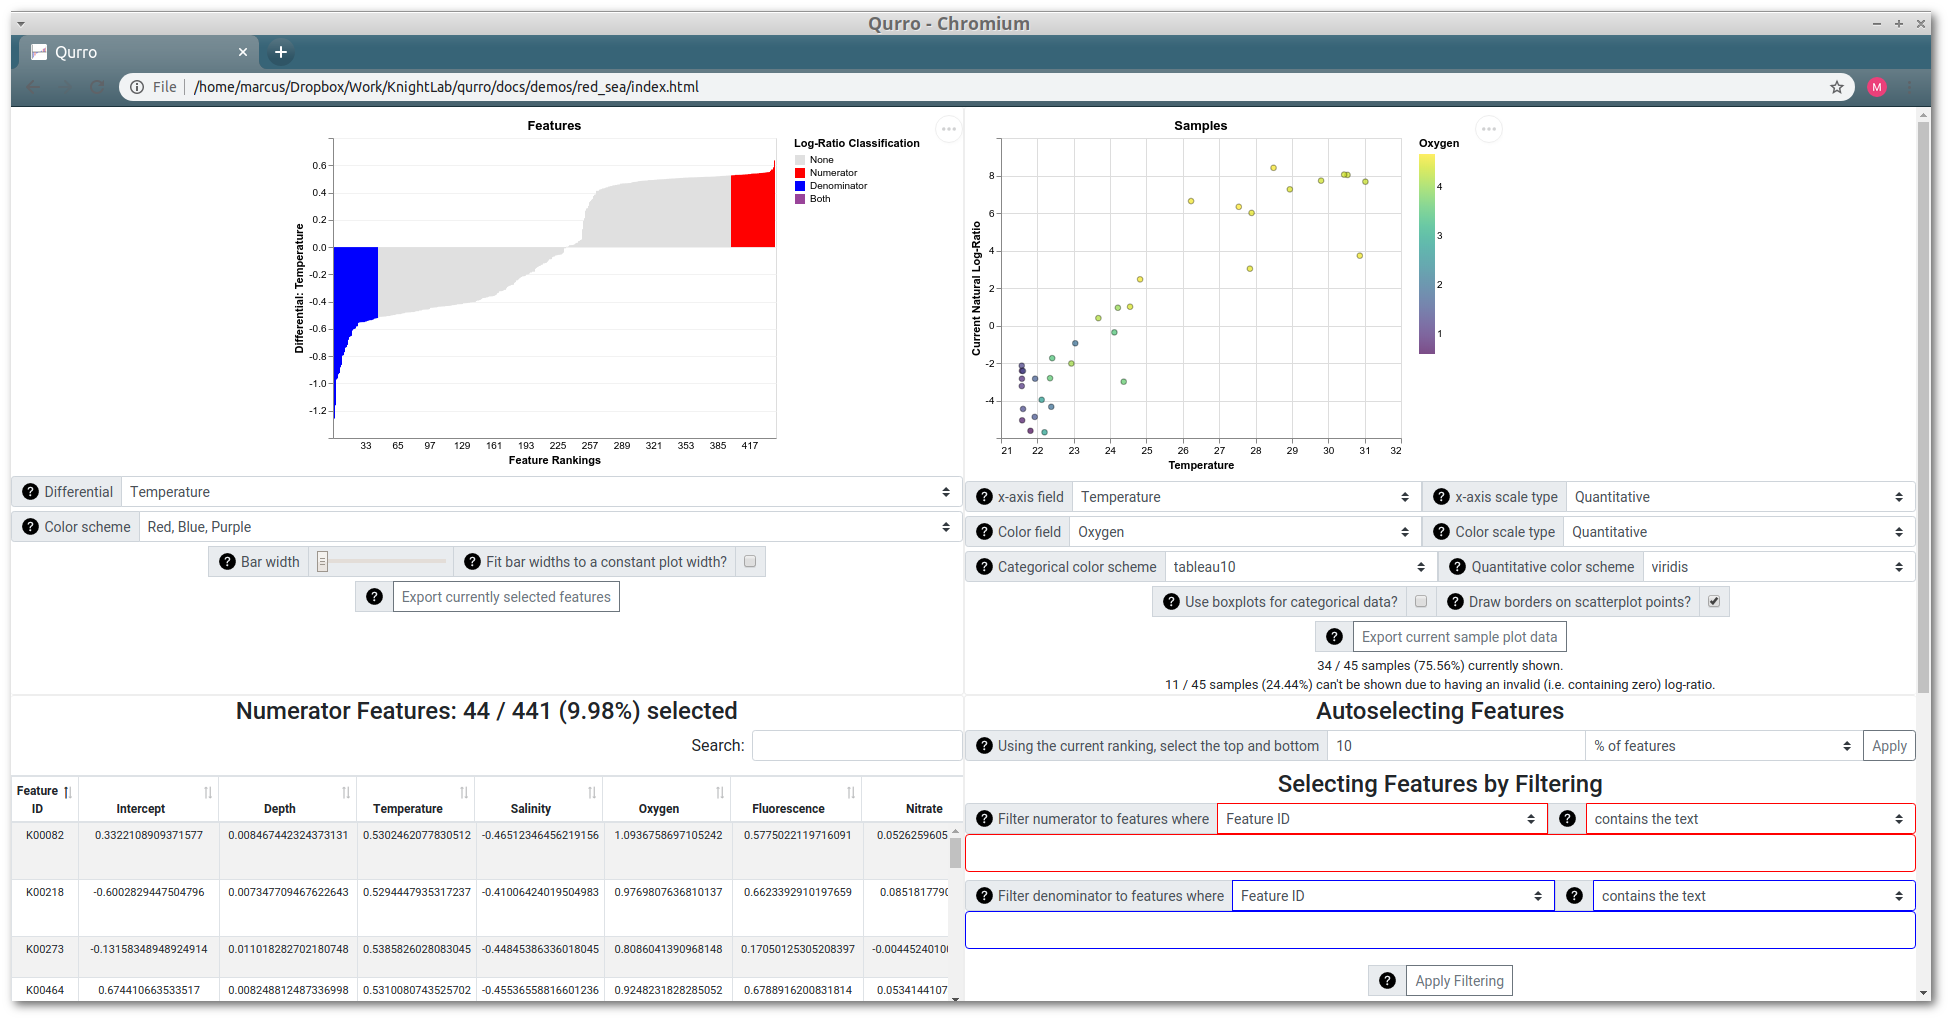 Qurro - Chromium
Qurro
File /home/marcus/Dropbox/Work/KnightLab/qurro/docs/demos/red_sea/index.html
M
Features
Differential: Temperature
0.6
0.4
0.2
0.0
-0.2
-0.4
-0.6
-0.8
-1.0
-1.2
33 65 97 129 161 193 225 257 289 321 353 385 417
Feature Rankings
Log-Ratio Classification
None
Numerator
Denominator
Both
Samples
Current Natural Log-Ratio
8
6
4
2
0
-2
-4
21 22 23 24 25 26 27 28 29 30 31 32
Temperature
Oxygen
4
3
2
1
? Differential Temperature
? Color scheme Red, Blue, Purple
? Bar width ? Fit bar widths to a constant plot width?
? Export currently selected features
? x-axis field Temperature ? x-axis scale type Quantitative
? Color field Oxygen ? Color scale type Quantitative
? Categorical color scheme tableau10 ? Quantitative color scheme viridis
? Use boxplots for categorical data? ? Draw borders on scatterplot points?
? Export current sample plot data
34 / 45 samples (75.56%) currently shown.
11 / 45 samples (24.44%) can't be shown due to having an invalid (i.e. containing zero) log-ratio.
Numerator Features: 44 / 441 (9.98%) selected
Search:
Feature ID Intercept Depth Temperature Salinity Oxygen Fluorescence Nitrate
K00082 0.3322108909371577 0.008467442324373131 0.5302462077830512 -0.46512346456219156 1.0936758697105242 0.5775022119716091 0.0526259605
K00218 -0.6002829447504796 0.007347709467622643 0.5294447935317237 -0.41006424019504983 0.9769807636810137 0.6623392910197659 0.0851817790
K00273 -0.13158348948924914 0.011018282702180748 0.5385826028083045 -0.44845386336018045 0.8086041390968148 0.17050125305208397 -0.0044524010
K00464 0.674410663533517 0.008248812487336998 0.5310080743525702 -0.45536558816601236 0.9248231828285052 0.6788916200831814 0.0534144107
Autoselecting Features
? Using the current ranking, select the top and bottom 10 % of features Apply
Selecting Features by Filtering
? Filter numerator to features where Feature ID ? contains the text
? Filter denominator to features where Feature ID ? contains the text
? Apply Filtering